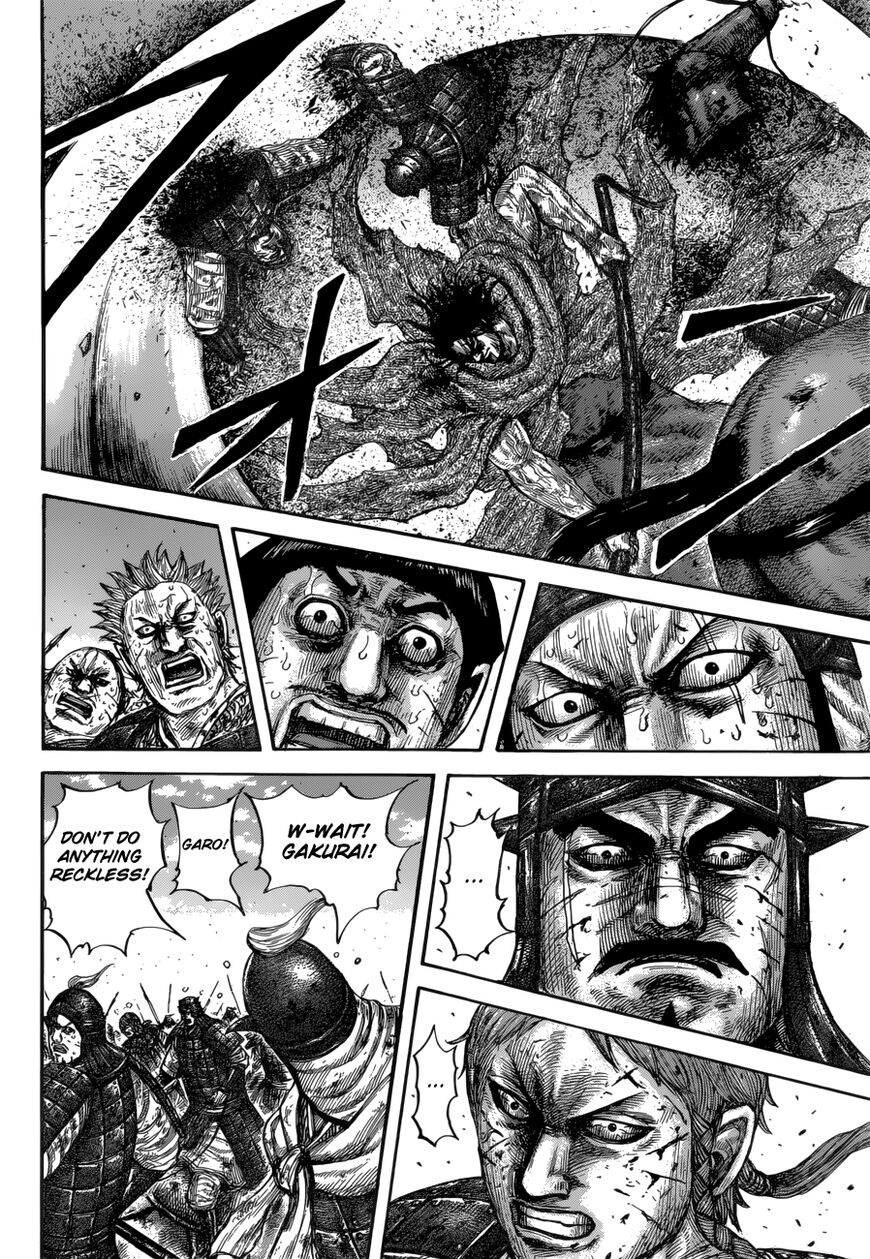 ...
W-WAIT!
GAKURAI!
GARO!
DON'T DO
ANYTHING
RECKLESS!
...